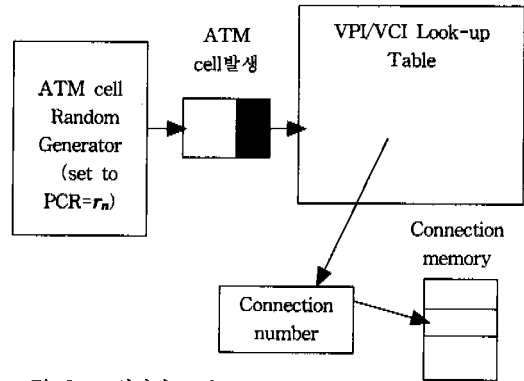 ATM cell
Random
Generator
(set to
PCR=rₙ)
ATM
cell발생
VPI/VCI Look-up
Table
Connection
number
Connection
memory